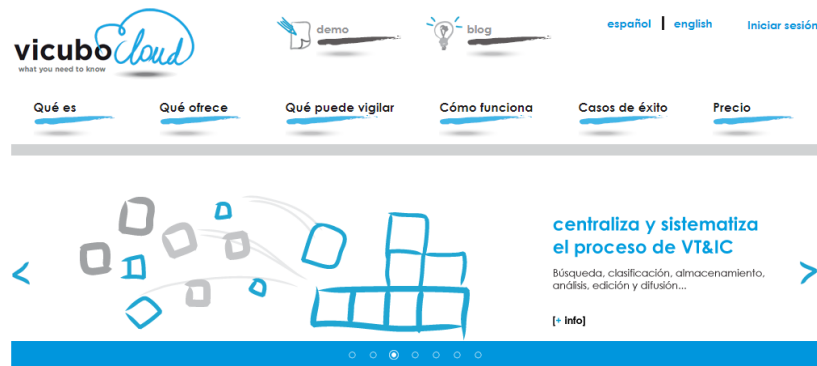 demo
blog
español | english
Iniciar sesión
vicubo cloud
what you need to know
Qué es
Qué ofrece
Qué puede vigilar
Cómo funciona
Casos de éxito
Precio
centraliza y sistematiza
el proceso de VT&IC
Búsqueda, clasificación, almacenamiento,
análisis, edición y difusión...
[+ info]